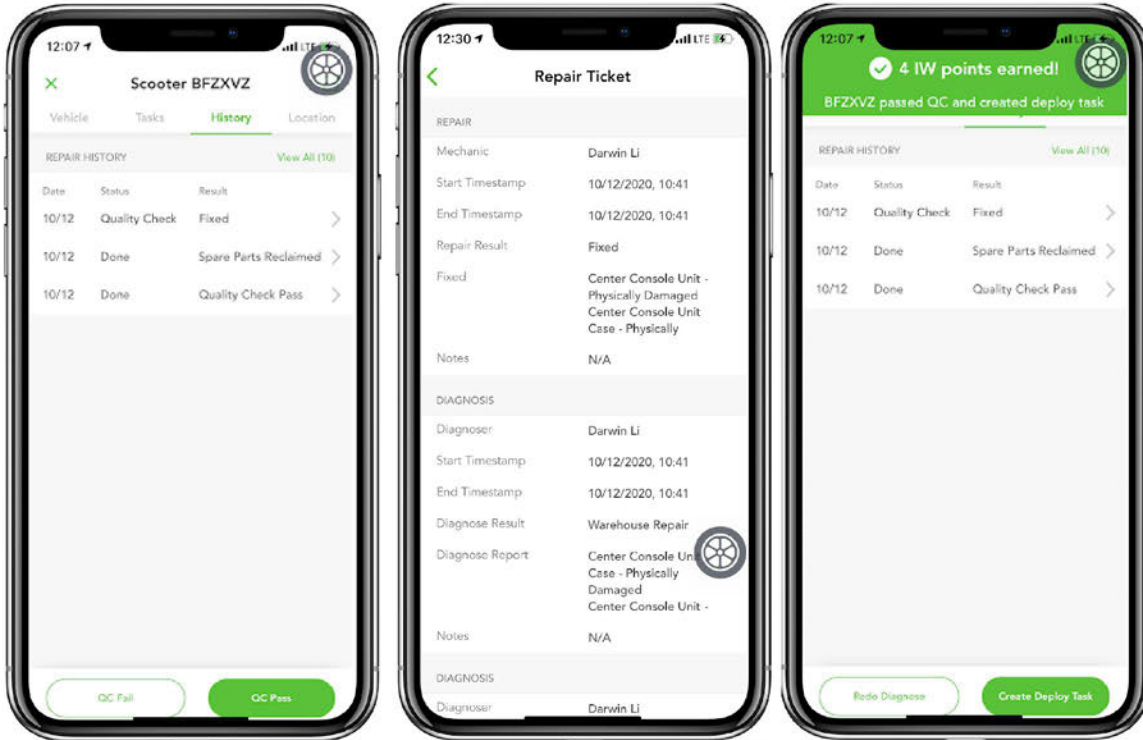 12:07
LTE
Scooter BFZXVZ
Vehicle Tasks History Location
REPAIR HISTORY View All (10)
Date Status Result
10/12 Quality Check Fixed
10/12 Done Spare Parts Reclaimed
10/12 Done Quality Check Pass
QC Fail QC Pass
12:30
LTE
Repair Ticket
REPAIR
Mechanic Darwin Li
Start Timestamp 10/12/2020, 10:41
End Timestamp 10/12/2020, 10:41
Repair Result Fixed
Fixed Center Console Unit -
Physically Damaged
Center Console Unit
Case - Physically
Notes N/A
DIAGNOSIS
Diagnoser Darwin Li
Start Timestamp 10/12/2020, 10:41
End Timestamp 10/12/2020, 10:41
Diagnose Result Warehouse Repair
Diagnose Report Center Console
Case - Physically
Damaged
Center Console Unit -
Notes N/A
DIAGNOSIS
Diagnoser Darwin Li
12:07
LTE
4 IW points earned!
BFZXVZ passed QC and created deploy task
REPAIR HISTORY View All (10)
Date Status Result
10/12 Quality Check Fixed
10/12 Done Spare Parts Reclaimed
10/12 Done Quality Check Pass
Redo Diagnose Create Deploy Task